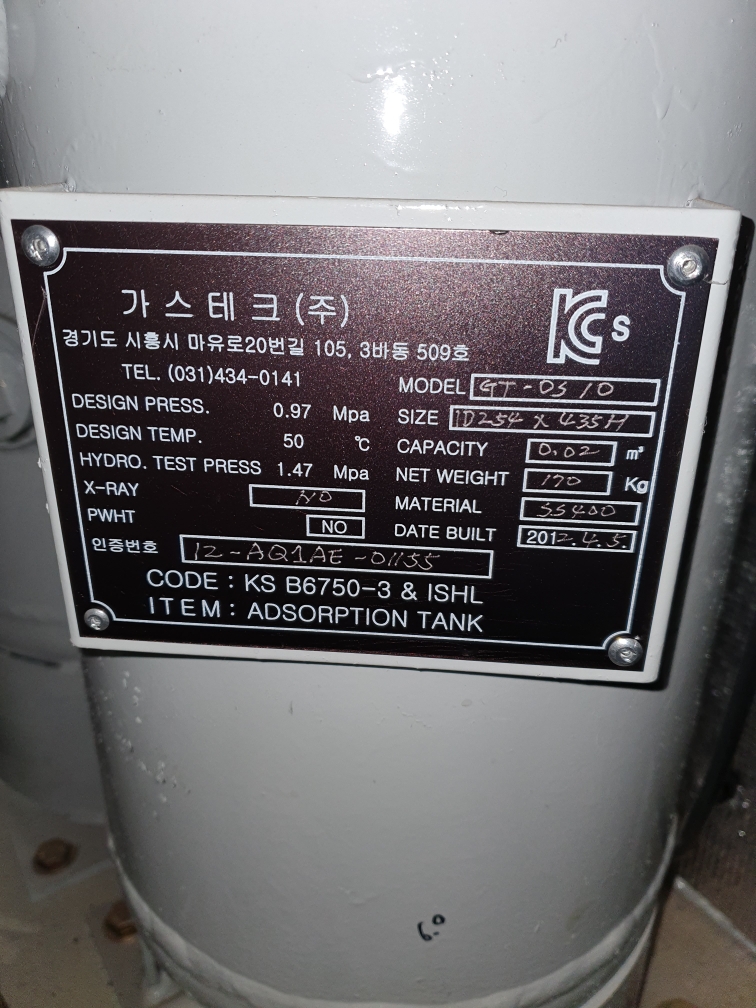 가스테크(주)
경기도 시흥시 마유로20번길 105, 3바동 509호
TEL. (031)434-0141
KCs
DESIGN PRESS. 0.97 Mpa
DESIGN TEMP. 50 ℃
HYDRO. TEST PRESS 1.47 Mpa
X-RAY NO
PWHT NO
인증번호 12-AQ1AE-01155
MODEL GT-DS10
SIZE ID254 X 435H
CAPACITY 0.02 m³
NET WEIGHT 170 Kg
MATERIAL SS400
DATE BUILT 2012.4.5.
CODE : KS B6750-3 & ISHL
ITEM : ADSORPTION TANK